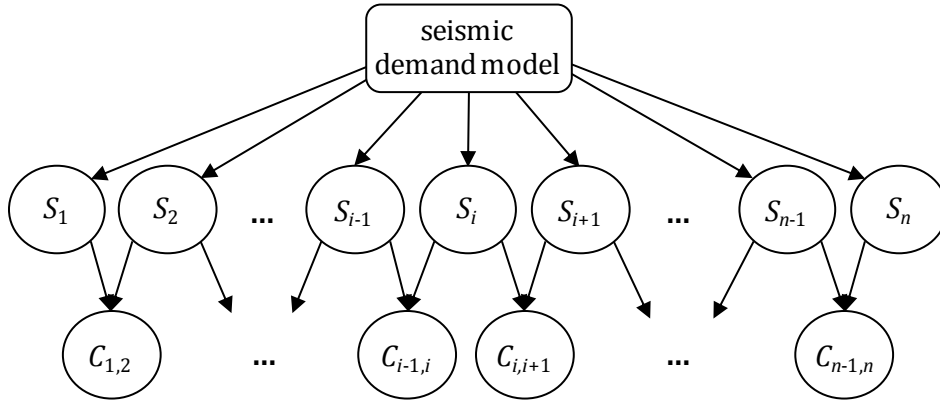 seismic
demand model
S1 S2 ... Si-1 Si Si+1 ... Sn-1 Sn
C1,2 ... Ci-1,i Ci,i+1 ... Cn-1,n